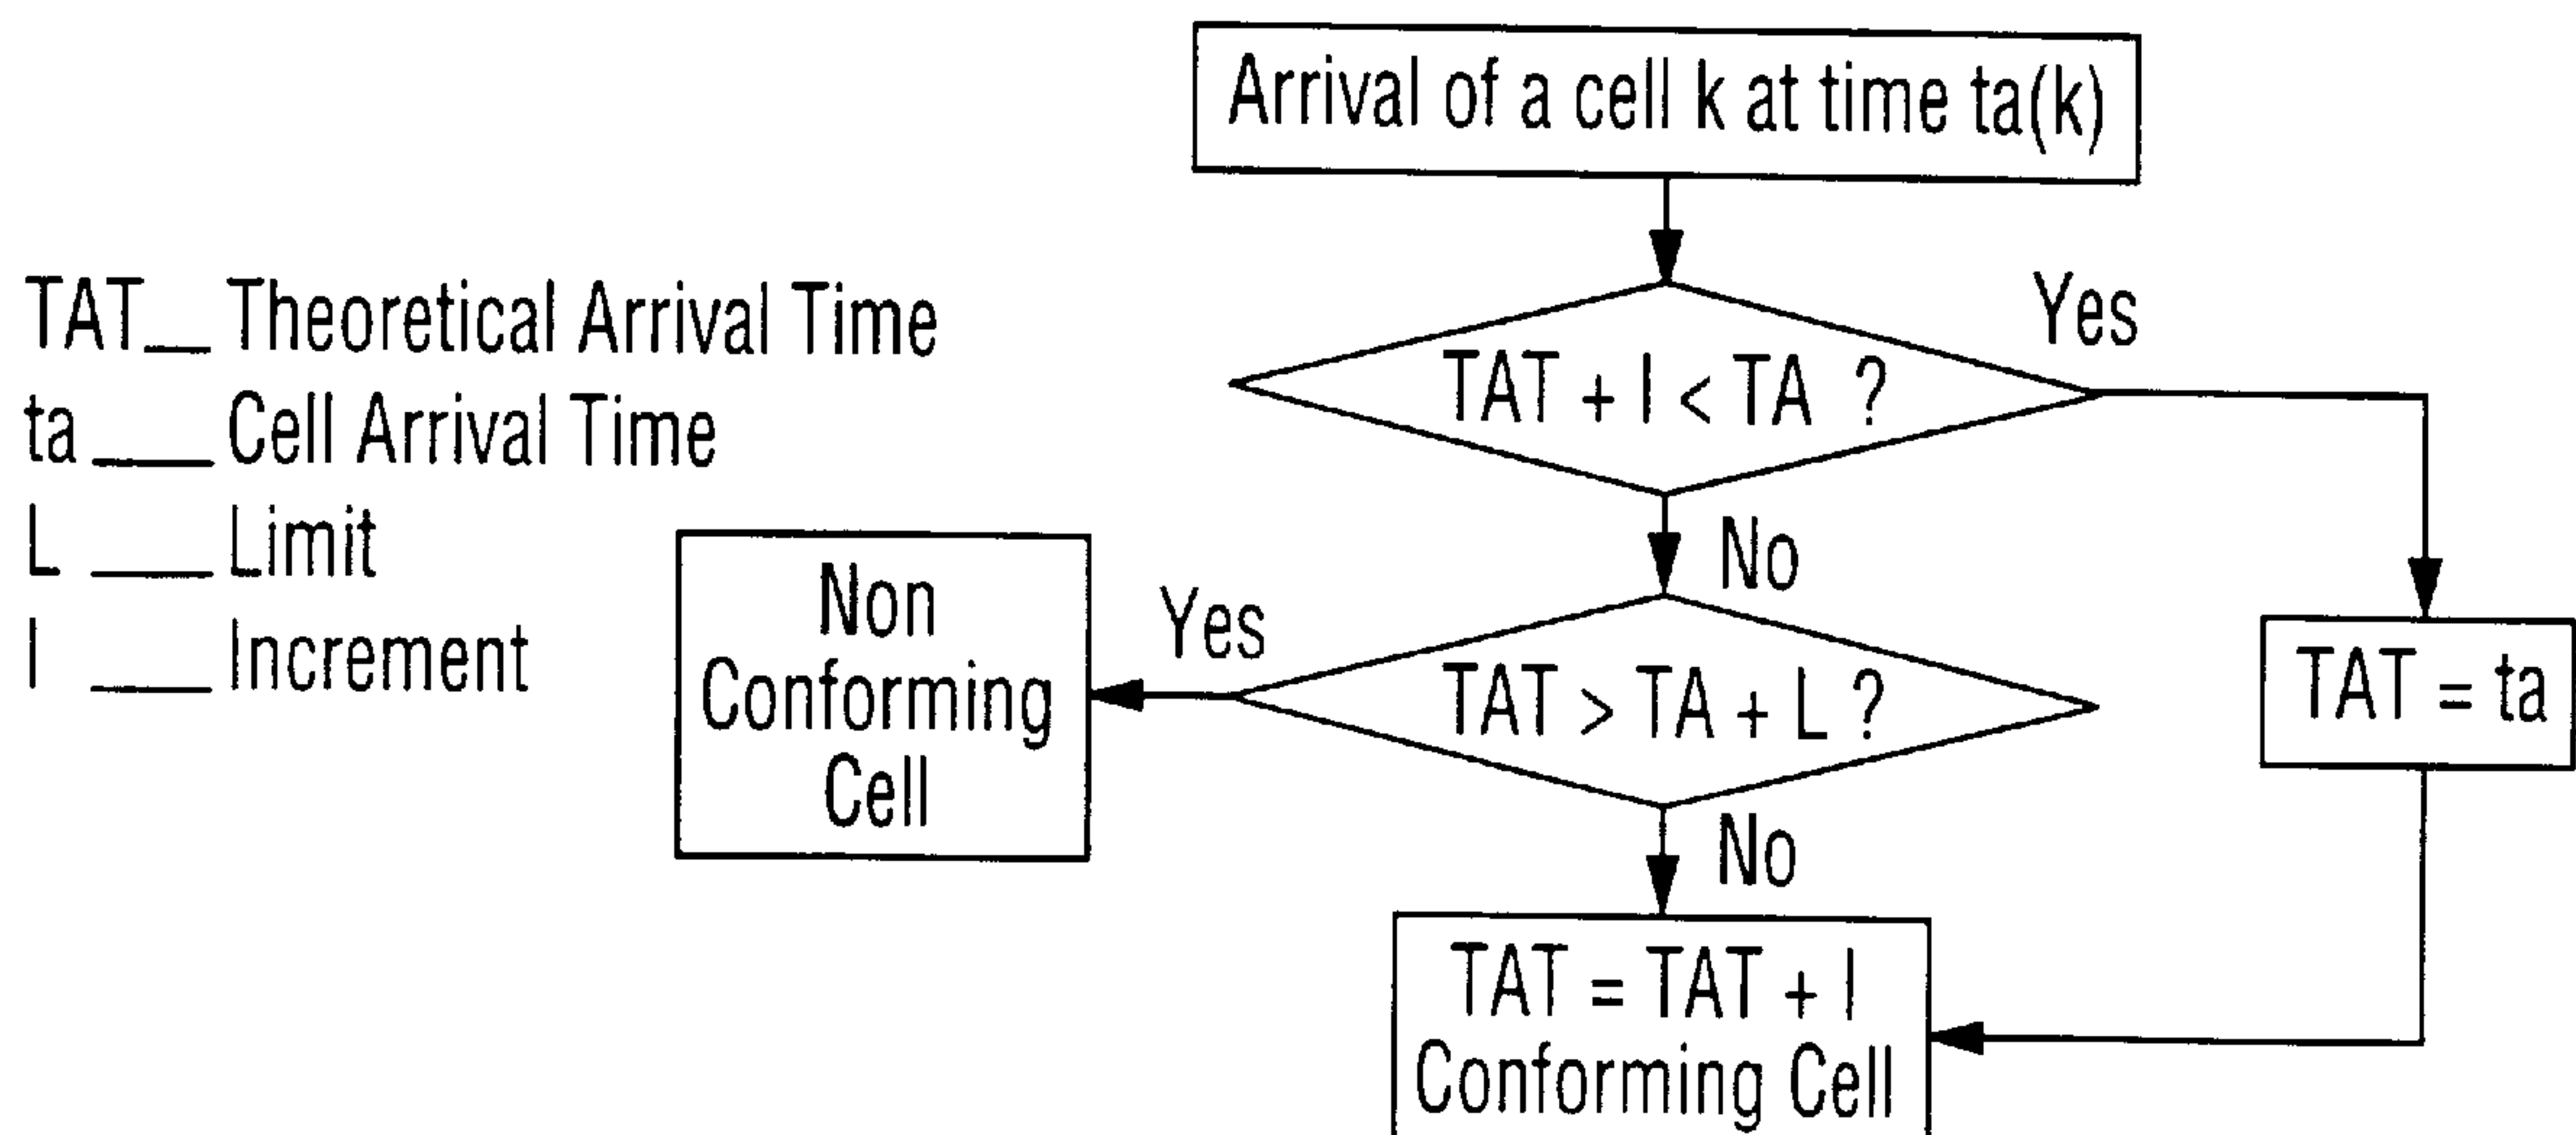 Arrival of a cell k at time ta(k)
TAT__ Theoretical Arrival Time
ta ___ Cell Arrival Time
L ___ Limit
I ___ Increment
TAT + I < TA ?
Yes
No
TAT > TA + L ?
Yes
Non
Conforming
Cell
TAT = ta
No
TAT = TAT + I
Conforming Cell